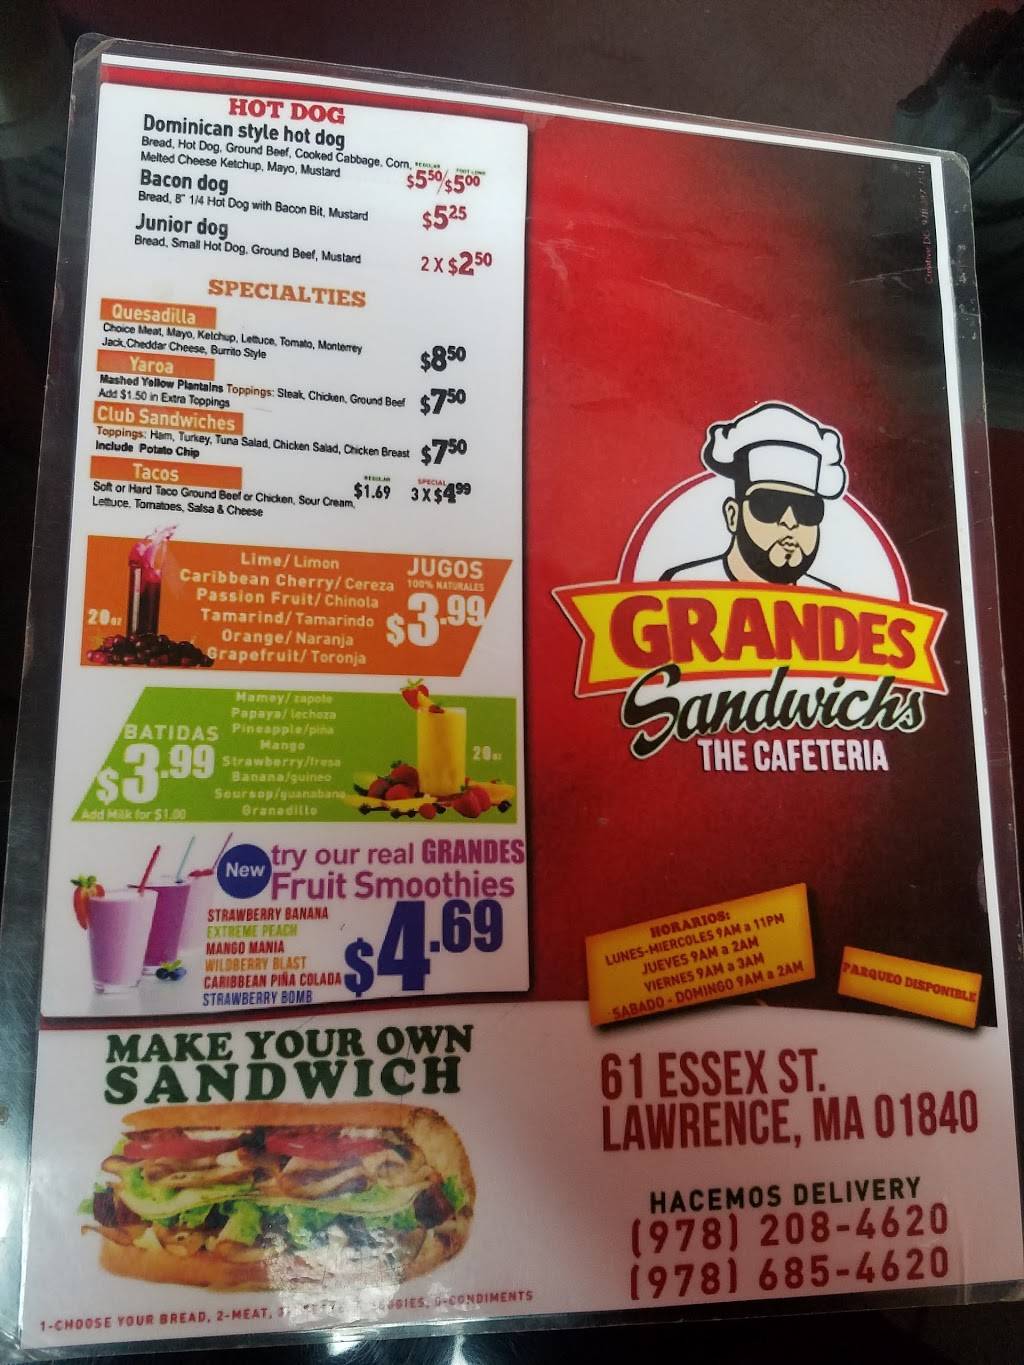 HOT DOG
Dominican style hot dog
Bread, Hot Dog, Ground Beef, Cooked Cabbage, Corn,
Melted Cheese Ketchup, Mayo, Mustard
REGULAR FOOT LONG
$5.50/$5.00
Bacon dog
Bread, 8" 1/4 Hot Dog with Bacon Bit, Mustard
$5.25
Junior dog
Bread, Small Hot Dog, Ground Beef, Mustard
2 X $2.50
SPECIALTIES
Quesadilla
Choice Meat, Mayo, Ketchup, Lettuce, Tomato, Monterrey
Jack,Cheddar Cheese, Burrito Style
$8.50
Yaroa
Mashed Yellow Plantains Toppings: Steak, Chicken, Ground Beef
Add $1.50 in Extra Toppings
$7.50
Club Sandwiches
Toppings: Ham, Turkey, Tuna Salad, Chicken Salad, Chicken Breast
Include Potato Chip
$7.50
Tacos
Soft or Hard Taco Ground Beef or Chicken, Sour Cream,
Lettuce, Tomatoes, Salsa & Cheese
REGULAR
$1.69
SPECIAL
3 X $4.99
JUGOS
100% NATURALES
$3.99
20oz
Lime/Limon
Caribbean Cherry/Cereza
Passion Fruit/Chinola
Tamarind/Tamarindo
Orange/Naranja
Grapefruit/Toronja
BATIDAS
$3.99
Add Milk for $1.00
Mamey/zapote
Papaya/lechoza
Pineapple/piña
Mango
Strawberry/fresa
Banana/guineo
Soursop/guanabana
Granadillo
20oz
New
try our real GRANDES
Fruit Smoothies
STRAWBERRY BANANA
EXTREME PEACH
MANGO MANIA
WILDBERRY BLAST
CARIBBEAN PIÑA COLADA
STRAWBERRY BOMB
$4.69
MAKE YOUR OWN
SANDWICH
1-CHOOSE YOUR BREAD, 2-MEAT,
CONDIMENTS
GRANDES
Sandwichs
THE CAFETERIA
HORARIOS:
LUNES-MIERCOLES 9AM a 11PM
JUEVES 9AM a 2AM
VIERNES 9AM a 3AM
SABADO - DOMINGO 9AM a 2AM
PARQUEO DISPONIBLE
61 ESSEX ST.
LAWRENCE, MA 01840
HACEMOS DELIVERY
(978) 208-4620
(978) 685-4620